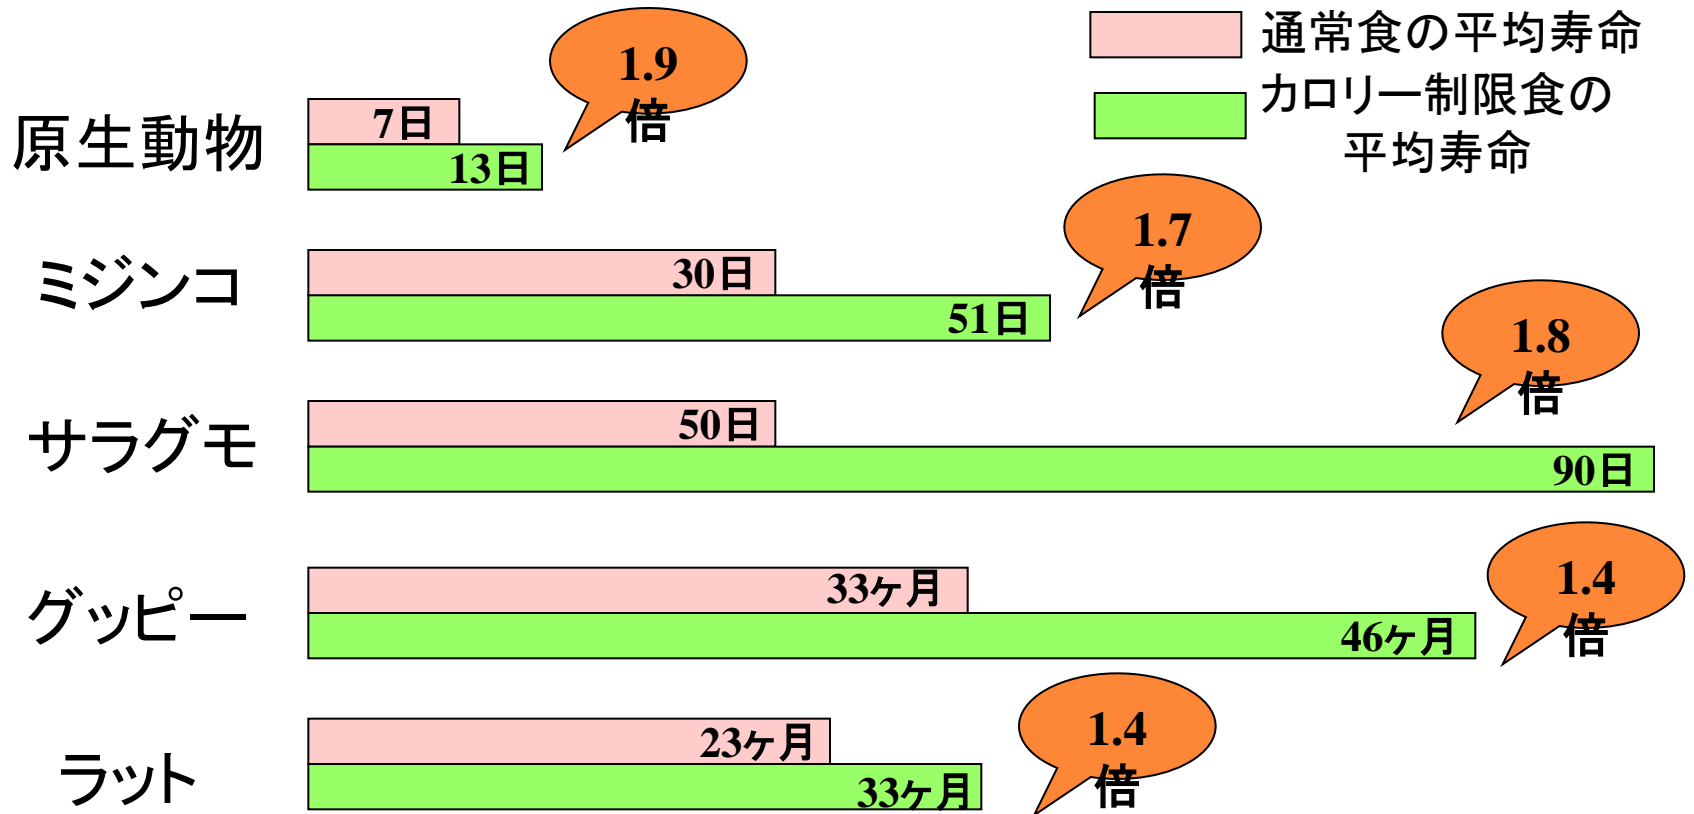 通常食の平均寿命
カロリー制限食の
平均寿命
原生動物
7日
13日
1.9
倍
ミジンコ
30日
51日
1.7
倍
サラグモ
50日
90日
1.8
倍
グッピー
33ヶ月
46ヶ月
1.4
倍
ラット
23ヶ月
33ヶ月
1.4
倍